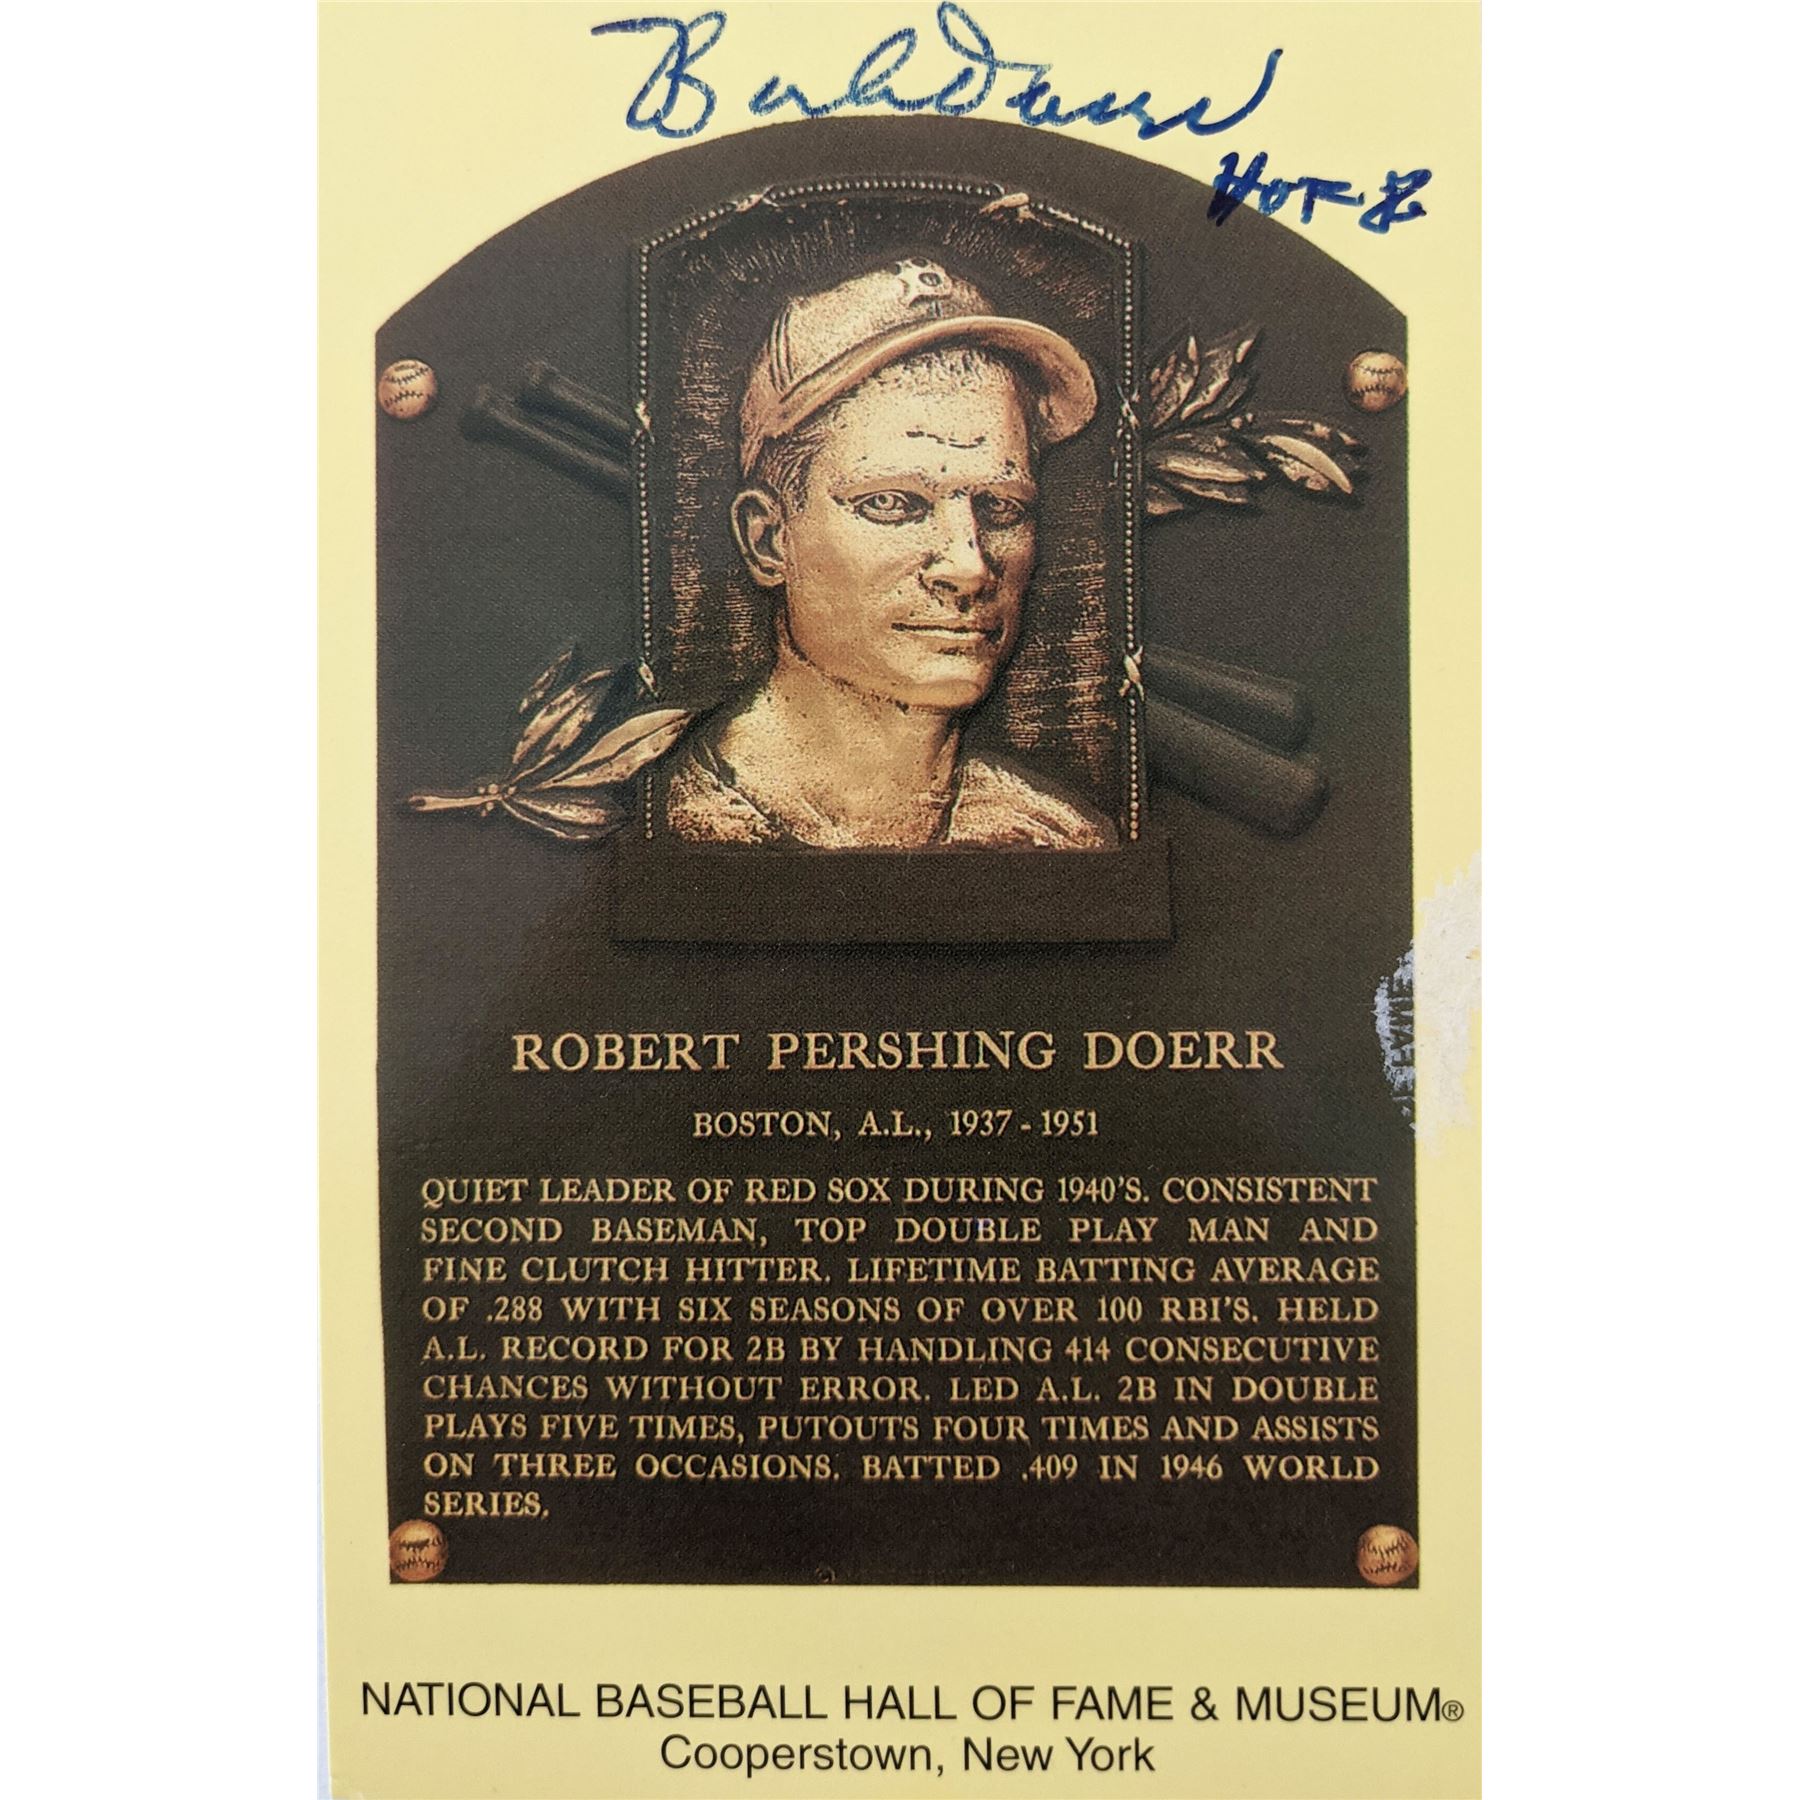 Bob Doerr
HOF. 86
ROBERT PERSHING DOERR
BOSTON, A.L., 1937 - 1951
QUIET LEADER OF RED SOX DURING 1940'S. CONSISTENT
SECOND BASEMAN, TOP DOUBLE PLAY MAN AND
FINE CLUTCH HITTER. LIFETIME BATTING AVERAGE
OF .288 WITH SIX SEASONS OF OVER 100 RBI'S. HELD
A.L. RECORD FOR 2B BY HANDLING 414 CONSECUTIVE
CHANCES WITHOUT ERROR. LED A.L. 2B IN DOUBLE
PLAYS FIVE TIMES, PUTOUTS FOUR TIMES AND ASSISTS
ON THREE OCCASIONS. BATTED .409 IN 1946 WORLD
SERIES.
NATIONAL BASEBALL HALL OF FAME & MUSEUM®
Cooperstown, New York